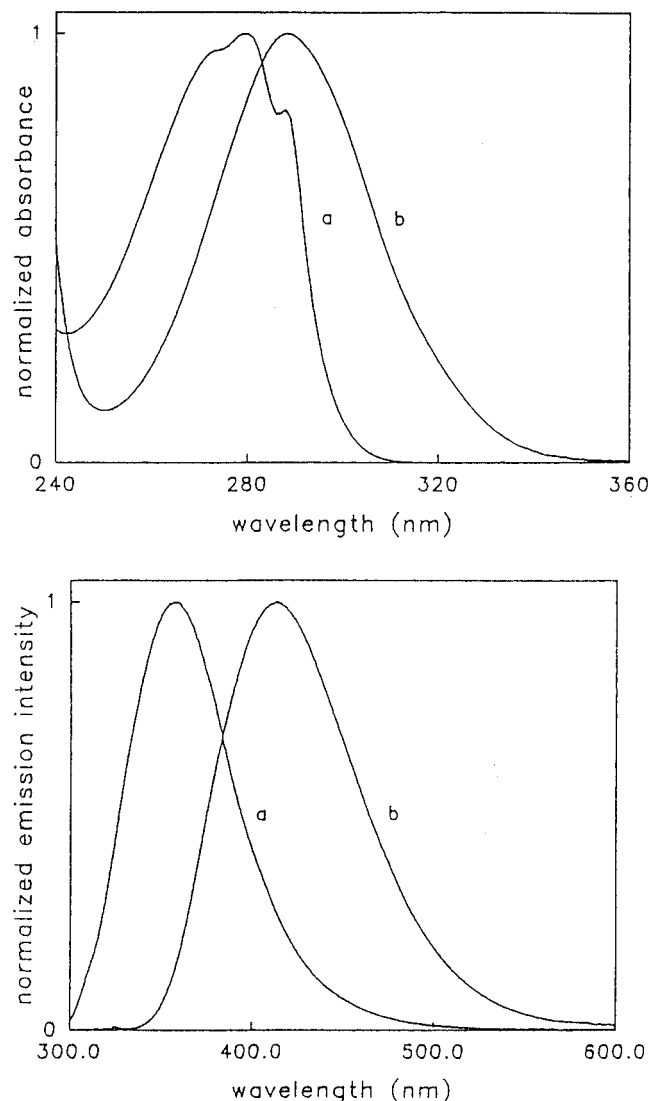 1
normalized absorbance
a b
0
240 280 320 360
wavelength (nm)
1
normalized emission intensity
a b
0
300.0 400.0 500.0 600.0
wavelength (nm)